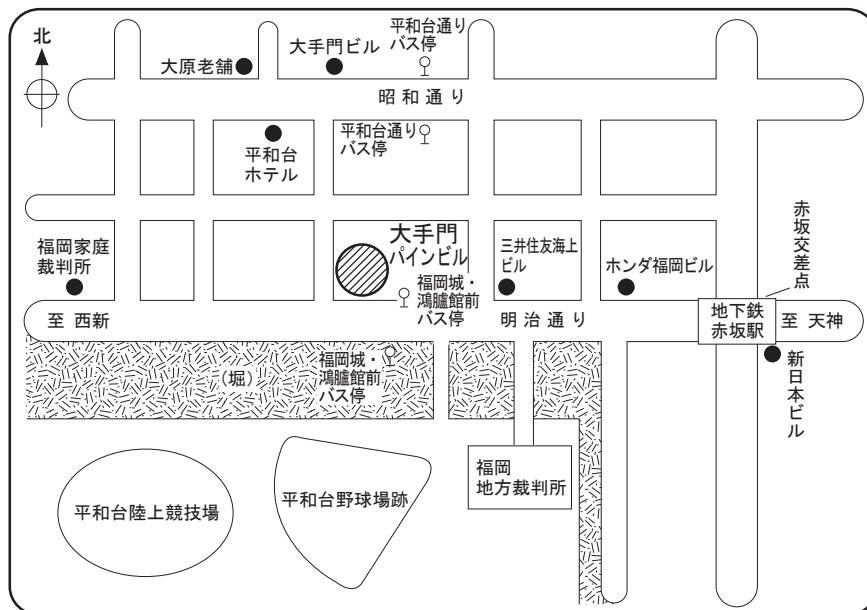 北
大原老舗
大手門ビル
平和台通り
バス停
昭和通り
平和台
ホテル
平和台通り
バス停
福岡家庭
裁判所
大手門
パインビル
福岡城・
鴻臚館前
バス停
三井住友海上
ビル
ホンダ福岡ビル
赤坂交差点
至 西新
明治通り
地下鉄
赤坂駅
至 天神
(堀)
福岡城・
鴻臚館前
バス停
新日本ビル
平和台陸上競技場
平和台野球場跡
福岡
地方裁判所